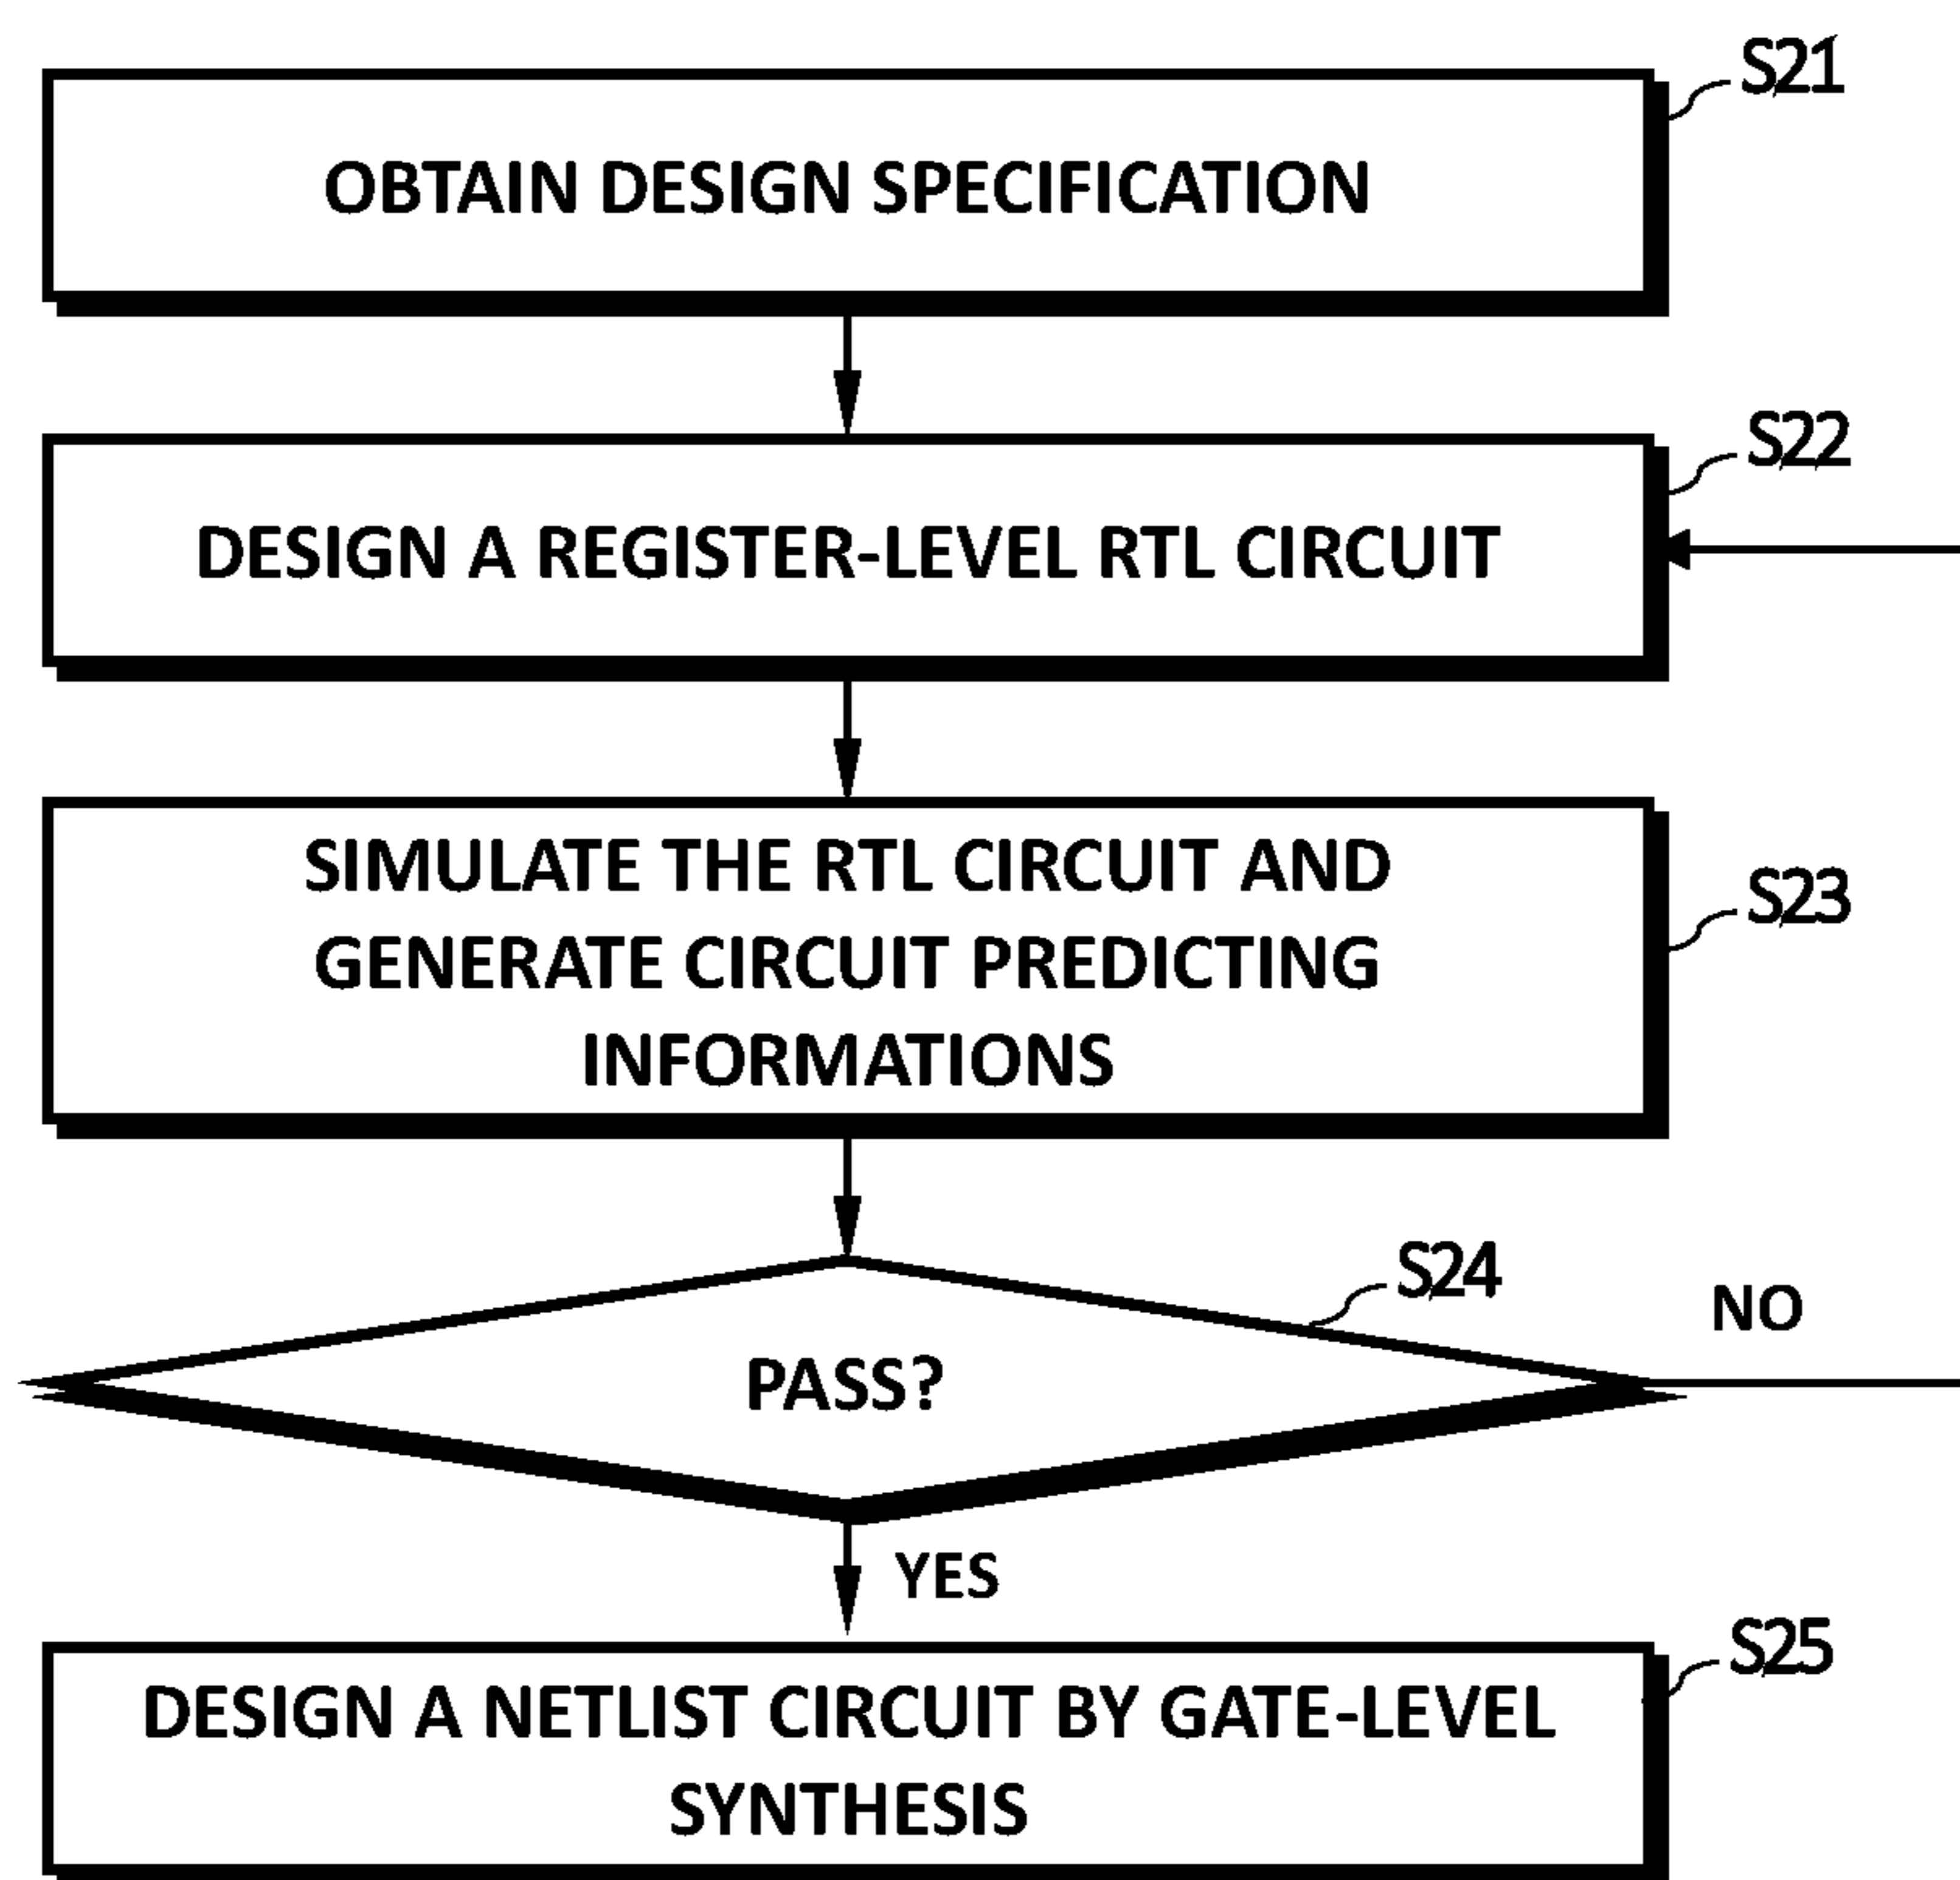 S21
OBTAIN DESIGN SPECIFICATION
S22
DESIGN A REGISTER-LEVEL RTL CIRCUIT
SIMULATE THE RTL CIRCUIT AND
GENERATE CIRCUIT PREDICTING
INFORMATIONS
S23
S24
NO
PASS?
YES
S25
DESIGN A NETLIST CIRCUIT BY GATE-LEVEL
SYNTHESIS